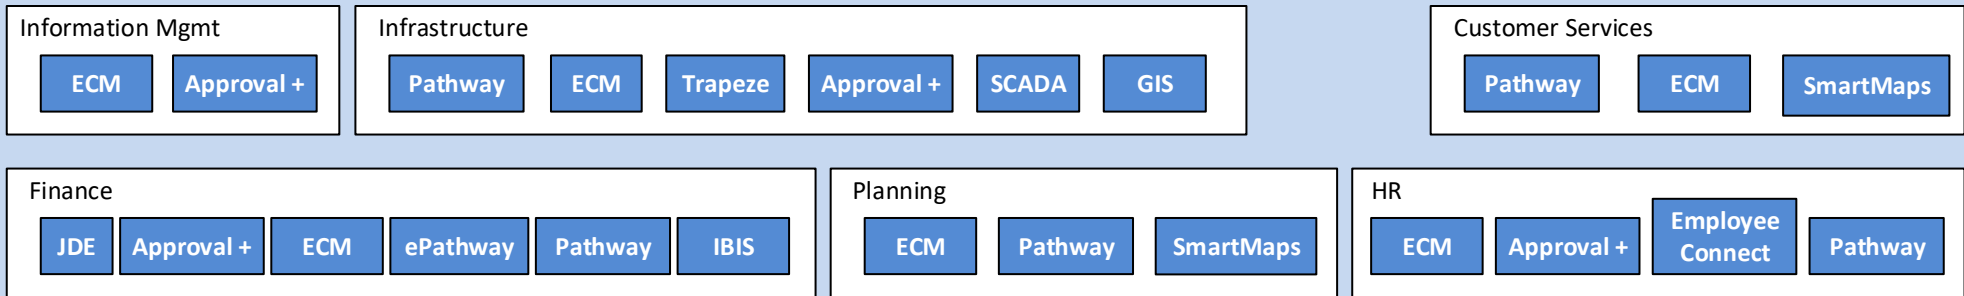 Information Mgmt
ECM Approval +
Infrastructure
Pathway ECM Trapeze Approval + SCADA GIS
Customer Services
Pathway ECM SmartMaps
Finance
JDE Approval + ECM ePathway Pathway IBIS
Planning
ECM Pathway SmartMaps
HR
ECM Approval + Employee Connect Pathway